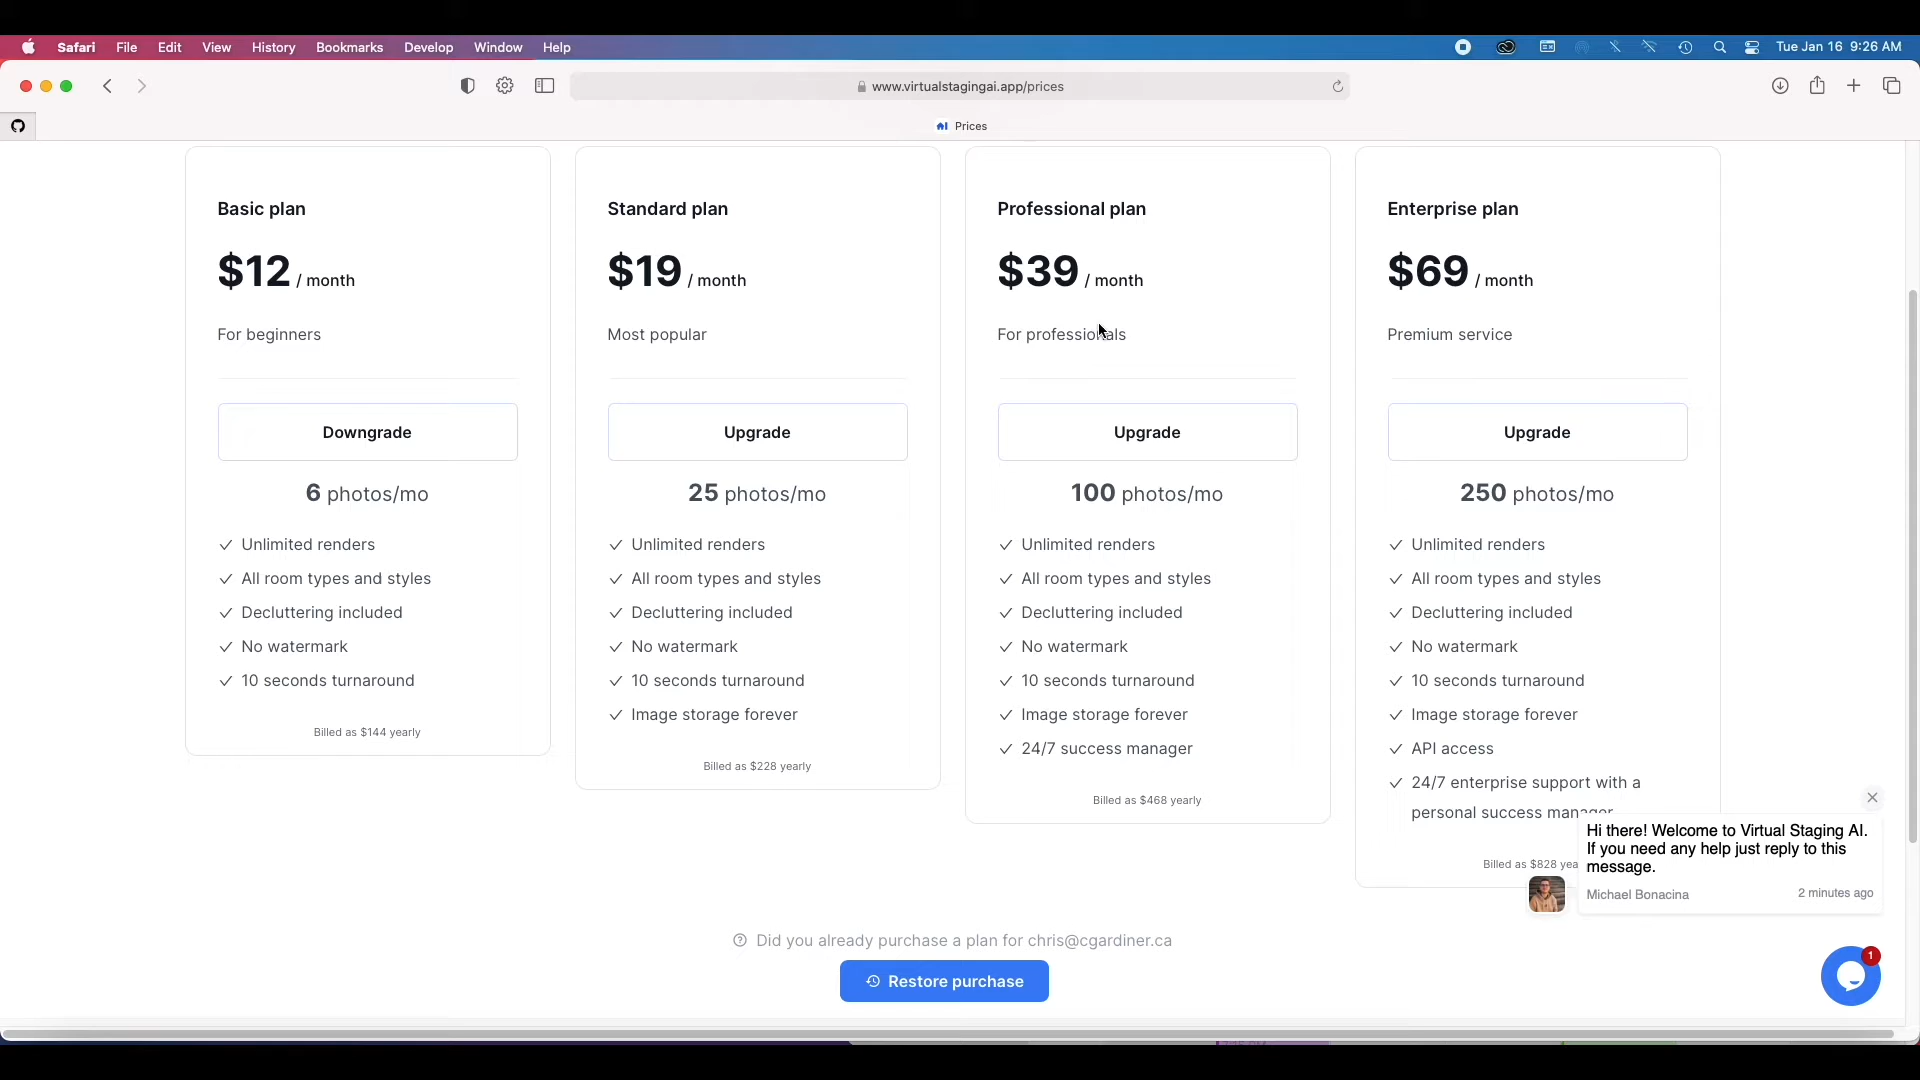 Safari File Edit View History Bookmarks Develop Window Help Tue Jan 16 9:26 AM
www.virtualstagingai.app/prices
Prices
Basic plan
$12 / month
For beginners
Downgrade
6 photos/mo
Unlimited renders
All room types and styles
Decluttering included
No watermark
10 seconds turnaround
Billed as $144 yearly
Standard plan
$19 / month
Most popular
Upgrade
25 photos/mo
Unlimited renders
All room types and styles
Decluttering included
No watermark
10 seconds turnaround
Image storage forever
Billed as $228 yearly
Professional plan
$39 / month
For professionals
Upgrade
100 photos/mo
Unlimited renders
All room types and styles
Decluttering included
No watermark
10 seconds turnaround
Image storage forever
24/7 success manager
Billed as $468 yearly
Enterprise plan
$69 / month
Premium service
Upgrade
250 photos/mo
Unlimited renders
All room types and styles
Decluttering included
No watermark
10 seconds turnaround
Image storage forever
API access
24/7 enterprise support with a
personal success manager
Billed as $828 yea
Hi there! Welcome to Virtual Staging AI.
If you need any help just reply to this
message.
Michael Bonacina 2 minutes ago
1
Did you already purchase a plan for chris@cgardiner.ca
Restore purchase